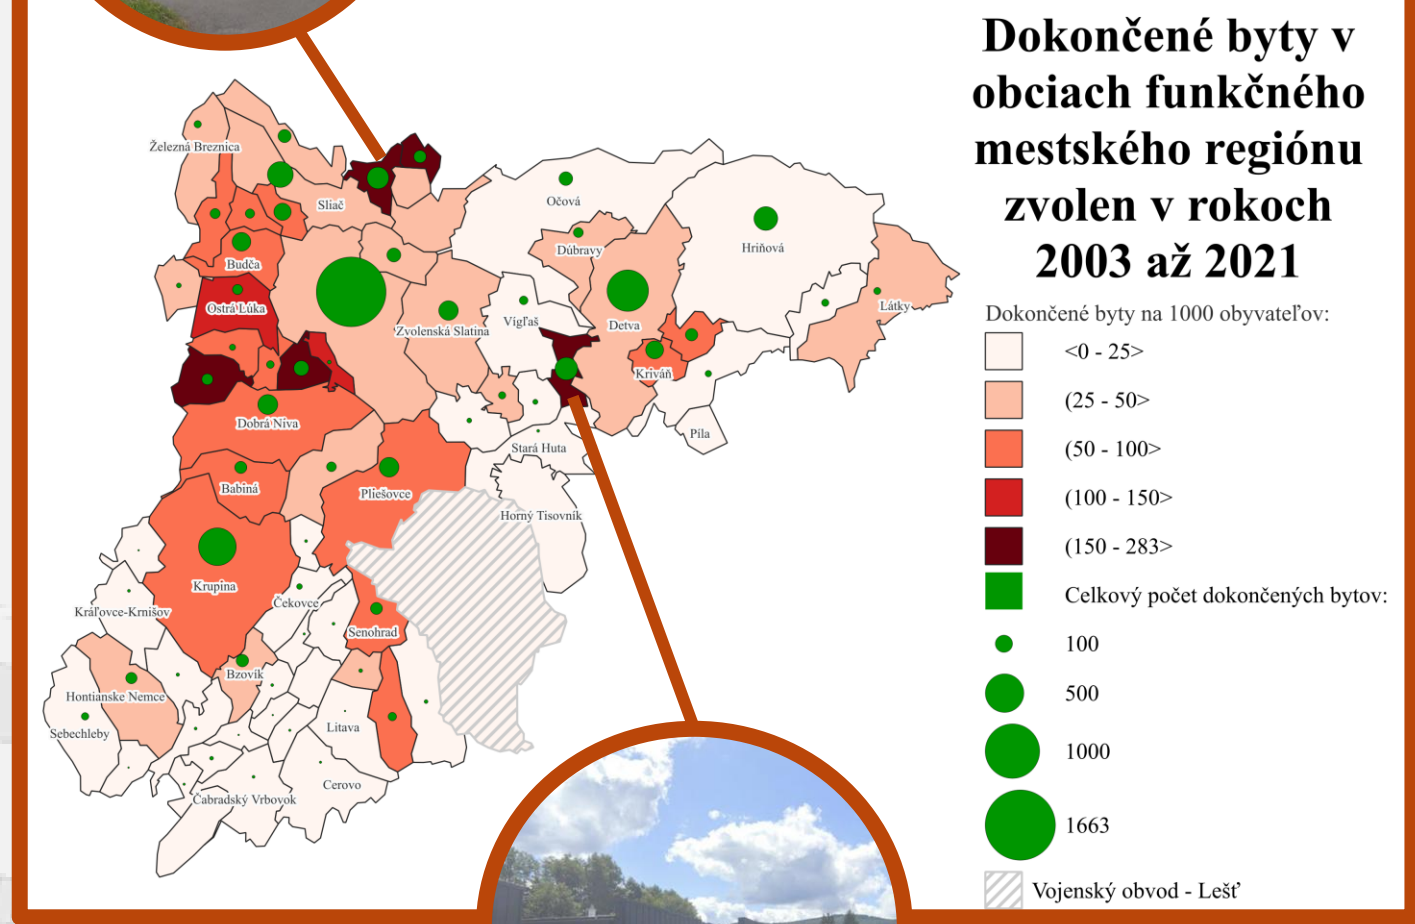 Dokončené byty v
obciach funkčného
mestského regiónu
zvolen v rokoch
2003 až 2021
Dokončené byty na 1000 obyvateľov:
<0 - 25>
(25 - 50>
(50 - 100>
(100 - 150>
(150 - 283>
Celkový počet dokončených bytov:
100
500
1000
1663
Vojenský obvod - Lešť
Železná Breznica
Sliač
Očová
Hriňová
Dúbravy
Budča
Ostrá Lúka
Látky
Vígľaš
Detva
Zvolenská Slatina
Kriváň
Dobrá Niva
Píla
Stará Huta
Babiná
Pliešovce
Horný Tisovník
Krupina
Čekovce
Kráľovce-Krnišov
Senohrad
Bzovík
Hontianske Nemce
Litava
Sebechleby
Cerovo
Čabradský Vrbovok